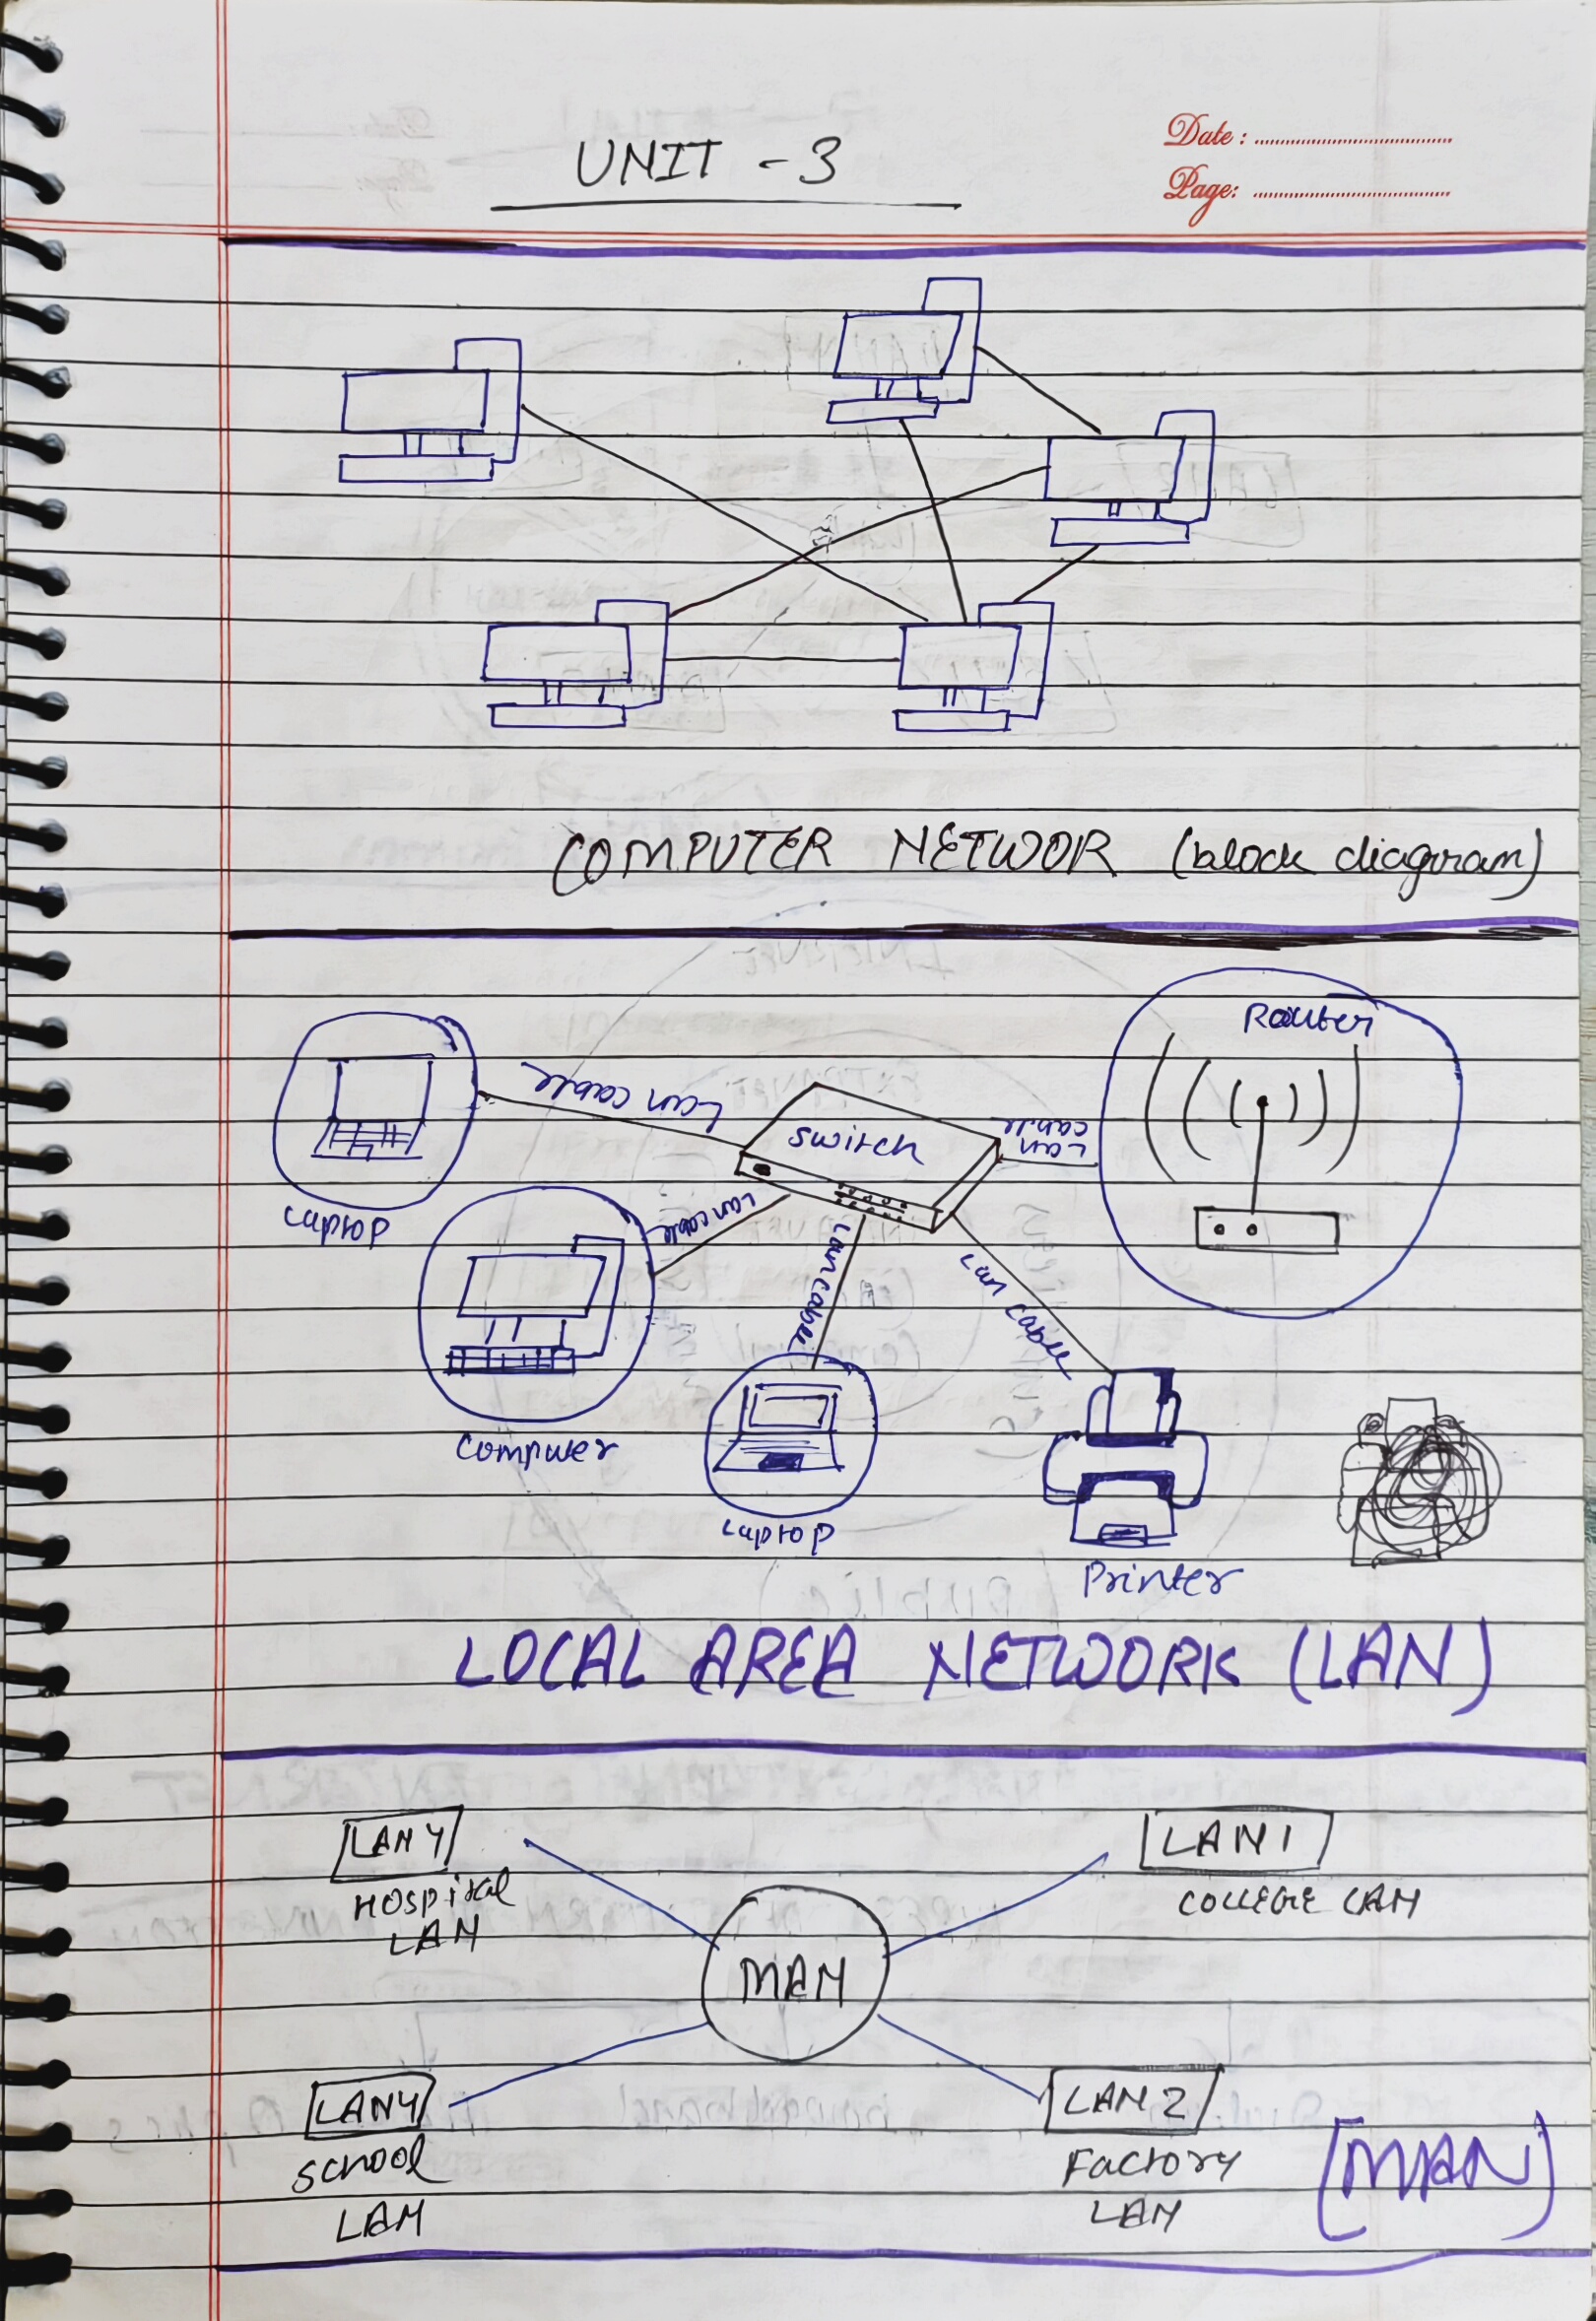 Date :
Page:
UNIT - 3
COMPUTER NETWOR (block diagram)
Router
Lan cable
switch
Lan cable
Laptop
Lan cable
Lan cable
Lan cable
Computer
Laptop
Printer
LOCAL AREA NETWORK (LAN)
LAN 4
HOSPITAL
LAN
LAN 1
COLLEGE LAN
MAN
LAN 4
SCHOOL
LAN
LAN 2
FACTORY
LAN
[MAN]